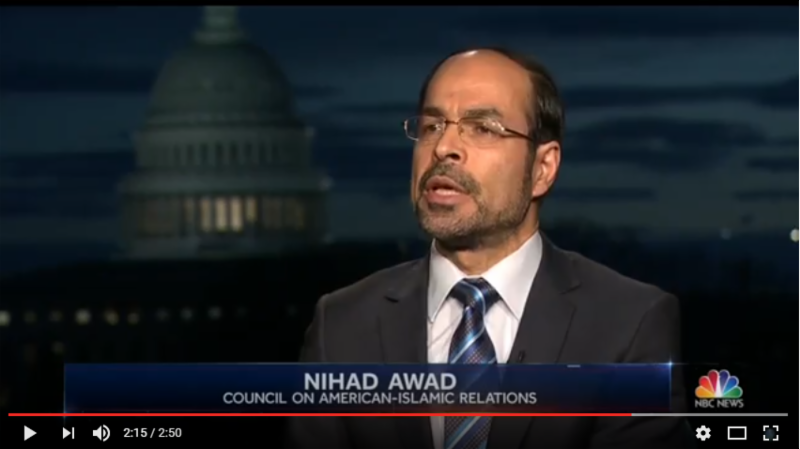 NIHAD AWAD
COUNCIL ON AMERICAN-ISLAMIC RELATIONS
NBC NEWS
2:15 / 2:50